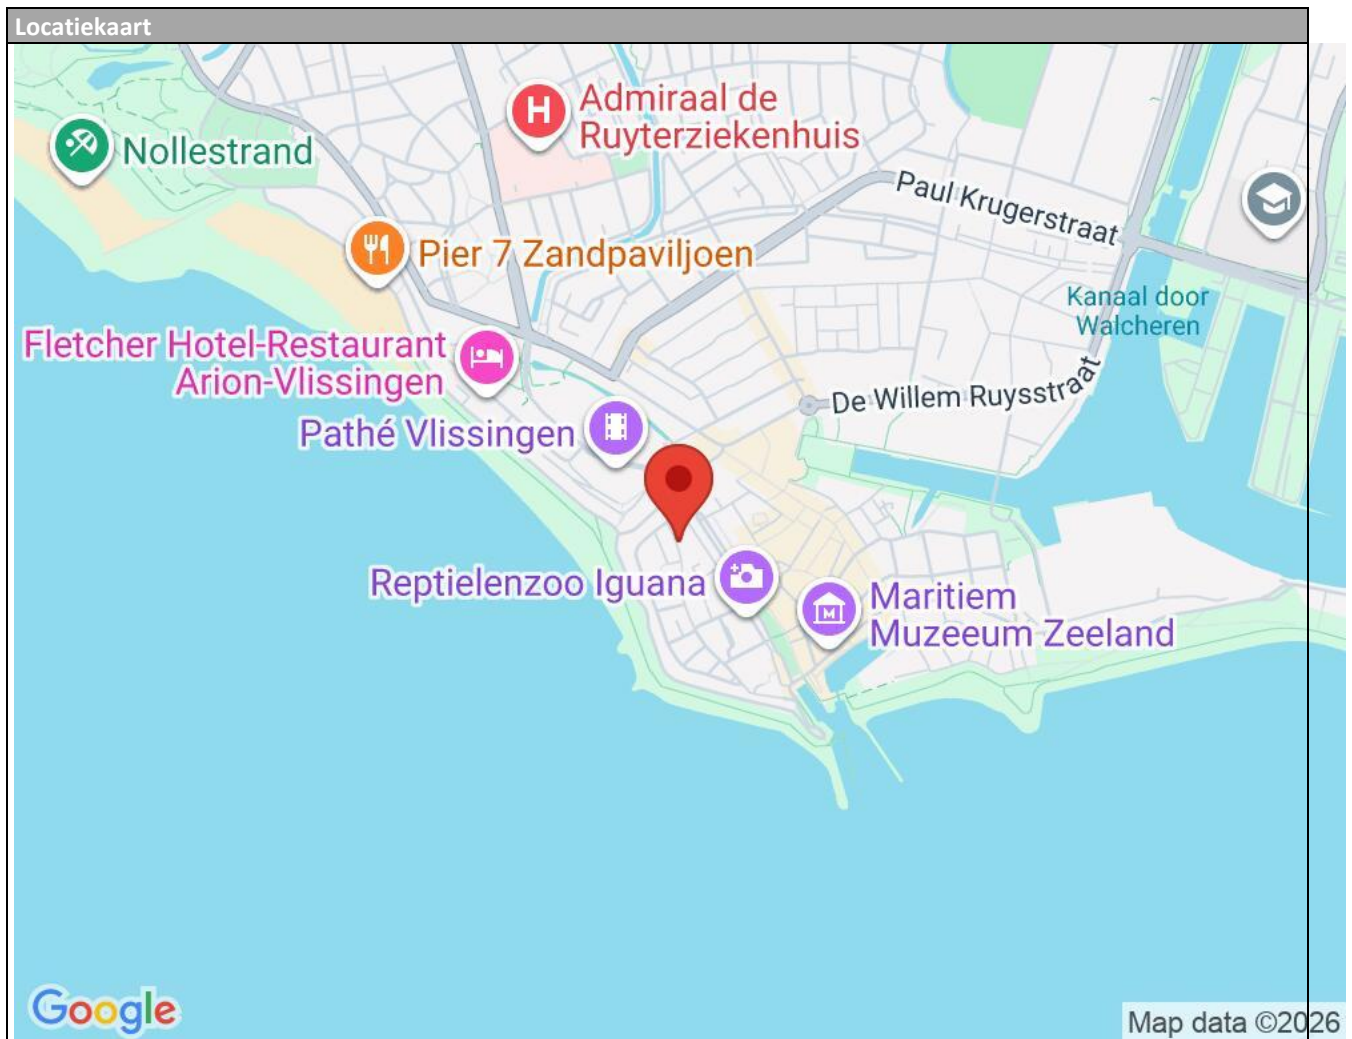 Locatiekaart
Admiraal de
Ruyterziekenhuis
Nollestrand
Paul Krugerstraat
Pier 7 Zandpaviljoen
Kanaal door
Walcheren
Fletcher Hotel-Restaurant
Arion-Vlissingen
De Willem Ruysstraat
Pathé Vlissingen
Reptielenzoo Iguana
Maritiem
Muzeeum Zeeland
Google
Map data ©2026